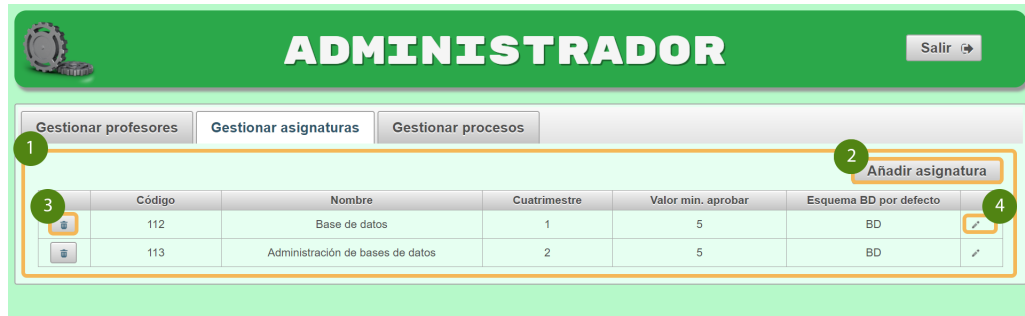 ADMINISTRADOR
Salir
Gestionar profesores Gestionar asignaturas Gestionar procesos
1
2
Añadir asignatura
3
Código Nombre Cuatrimestre Valor min. aprobar Esquema BD por defecto
4
112 Base de datos 1 5 BD
113 Administración de bases de datos 2 5 BD